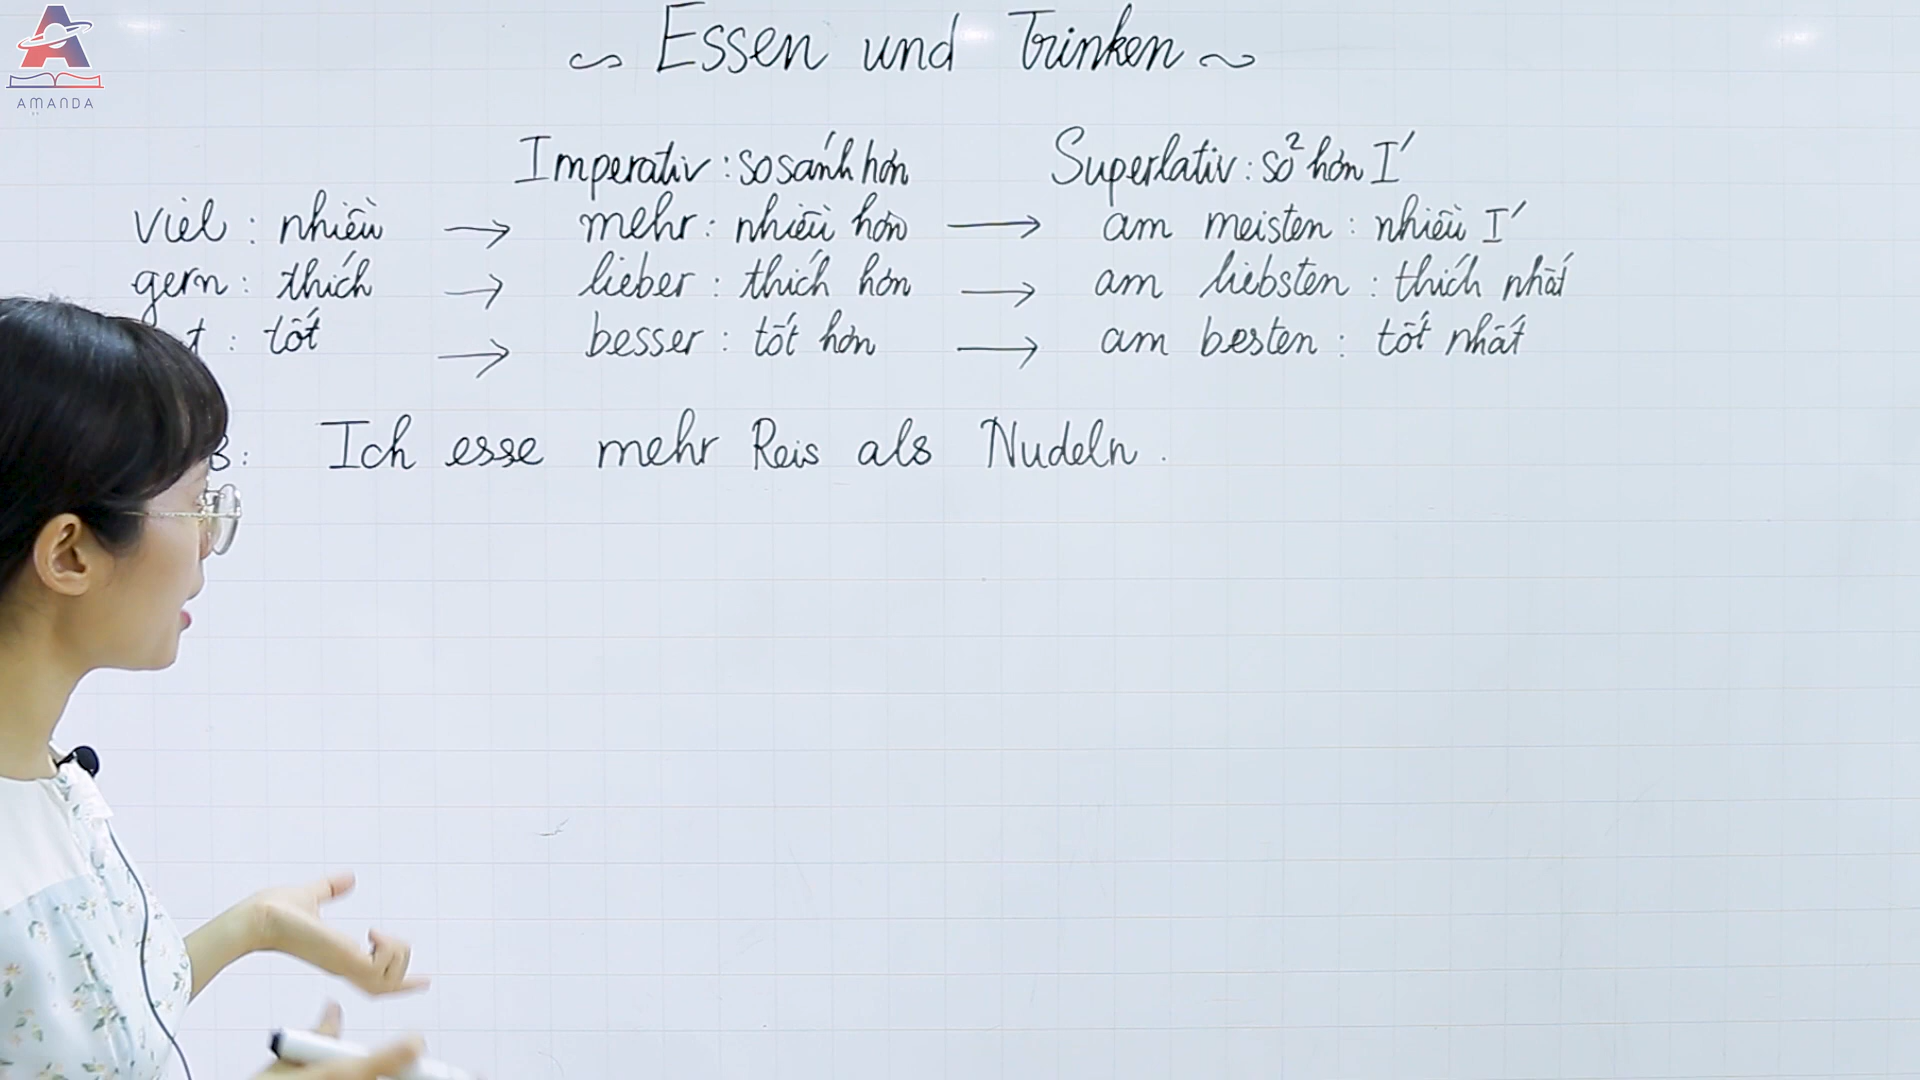 AMANDA
~ Essen und Trinken ~
Imperativ : so sánh hơn Superlativ : so² hơn I'
viel : nhiều → mehr : nhiều hơn → am meisten : nhiều I'
gern : thích → lieber : thích hơn → am liebsten : thích nhất
t : tốt → besser : tốt hơn → am besten : tốt nhất
B : Ich esse mehr Reis als Nudeln .